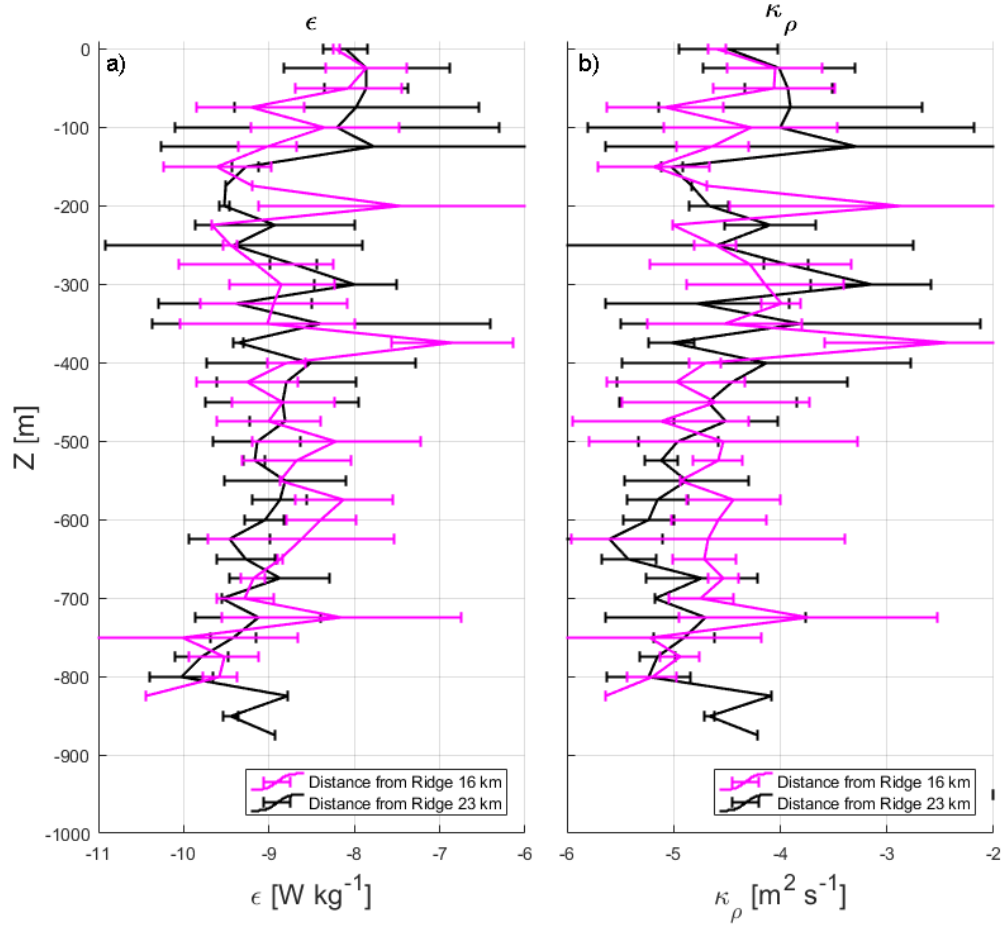 ϵ
κρ
a)
b)
0
-100
-200
-300
-400
-500
-600
-700
-800
-900
-1000
Z [m]
Distance from Ridge 16 km
Distance from Ridge 23 km
Distance from Ridge 16 km
Distance from Ridge 23 km
-11 -10 -9 -8 -7 -6
-6 -5 -4 -3 -2
ϵ [W kg⁻¹]
κρ [m² s⁻¹]